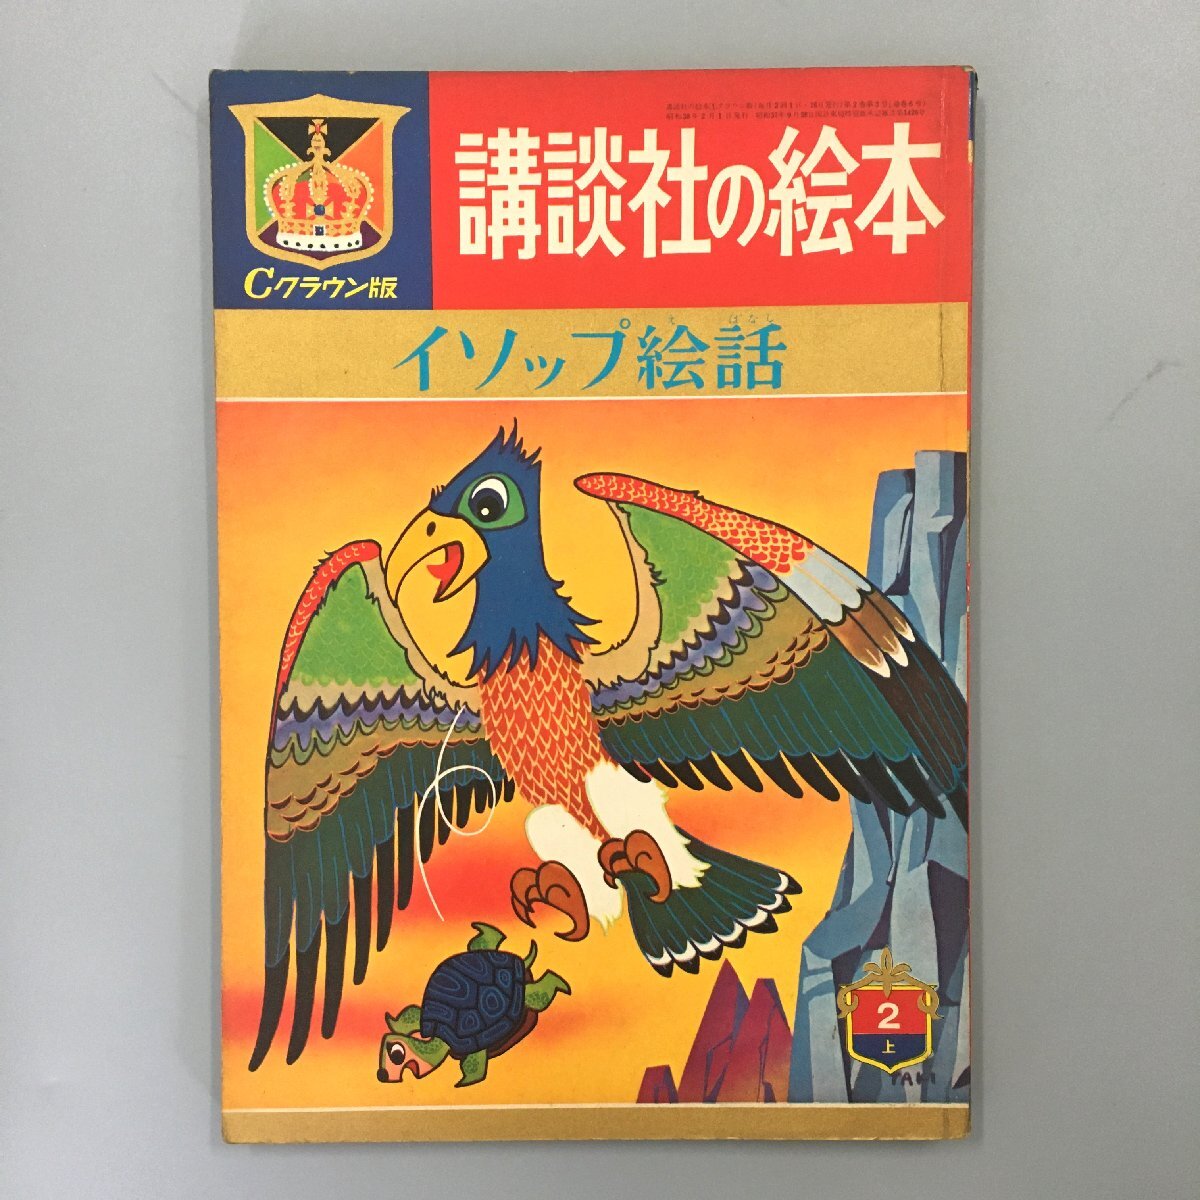 講談社の絵本
Cクラウン版
え ばなし
イソップ絵話
2
上